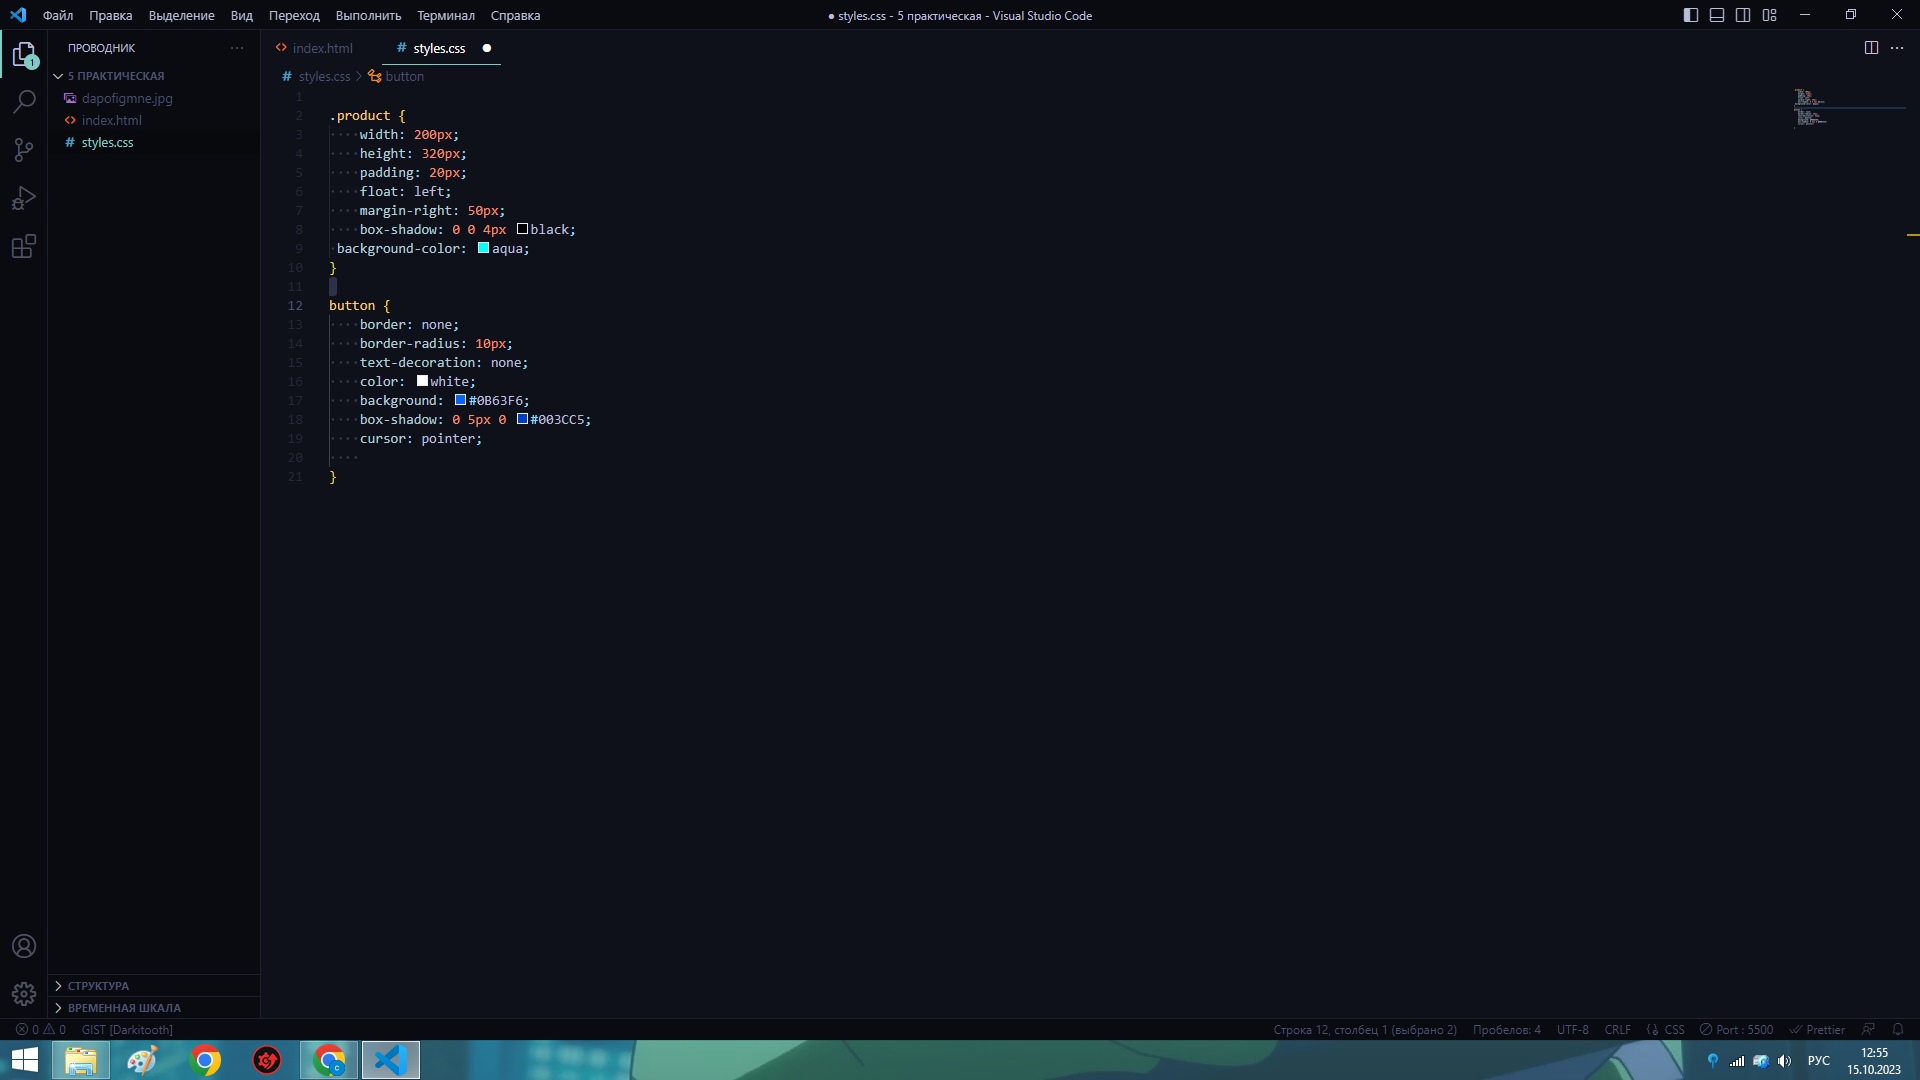 Файл Правка Выделение Вид Переход Выполнить Терминал Справка
● styles.css - 5 практическая - Visual Studio Code
ПРОВОДНИК
1
5 ПРАКТИЧЕСКАЯ
dapofigmne.jpg
index.html
styles.css
index.html
# styles.css
# styles.css > button
1
2 .product {
3 width: 200px;
4 height: 320px;
5 padding: 20px;
6 float: left;
7 margin-right: 50px;
8 box-shadow: 0 0 4px black;
9 background-color: aqua;
10 }
11
12 button {
13 border: none;
14 border-radius: 10px;
15 text-decoration: none;
16 color: white;
17 background: #0B63F6;
18 box-shadow: 0 5px 0 #003CC5;
19 cursor: pointer;
20
21 }
СТРУКТУРА
ВРЕМЕННАЯ ШКАЛА
0 0 GIST [Darkitooth]
Строка 12, столбец 1 (выбрано 2) Пробелов: 4 UTF-8 CRLF CSS Port : 5500 Prettier
РУС
12:55
15.10.2023